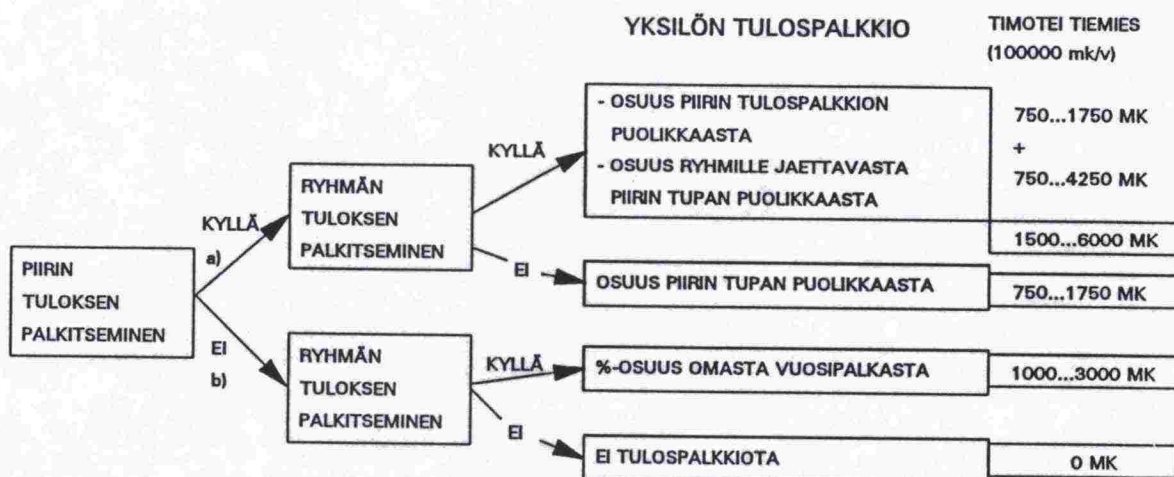 YKSILÖN TULOSPALKKIO
TIMOTEI TIEMIES
(100000 mk/v)
- OSUUS PIIRIN TULOSPALKKION
PUOLIKKAASTA
- OSUUS RYHMILLE JAETTAVASTA
PIIRIN TUPAN PUOLIKKAASTA
750...1750 MK
+
750...4250 MK
1500...6000 MK
KYLLÄ
RYHMÄN
TULOKSEN
PALKITSEMINEN
EI
OSUUS PIIRIN TUPAN PUOLIKKAASTA
750...1750 MK
KYLLÄ
a)
PIIRIN
TULOKSEN
PALKITSEMINEN
EI
b)
RYHMÄN
TULOKSEN
PALKITSEMINEN
KYLLÄ
%-OSUUS OMASTA VUOSIPALKASTA
1000...3000 MK
EI
EI TULOSPALKKIOTA
0 MK